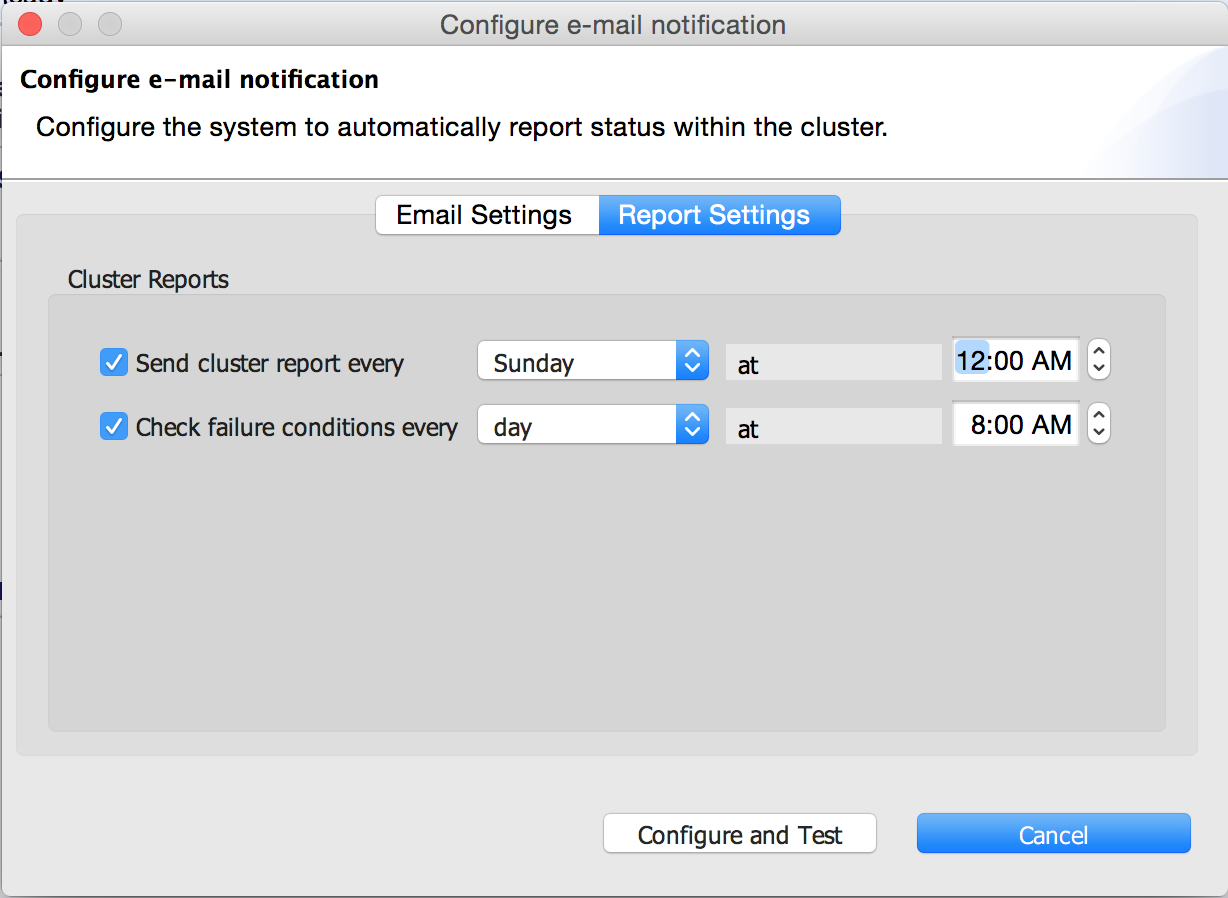 Configure e-mail notification
Configure e-mail notification
Configure the system to automatically report status within the cluster.
Email Settings Report Settings
Cluster Reports
Send cluster report every Sunday at 12:00 AM
Check failure conditions every day at 8:00 AM
Configure and Test Cancel